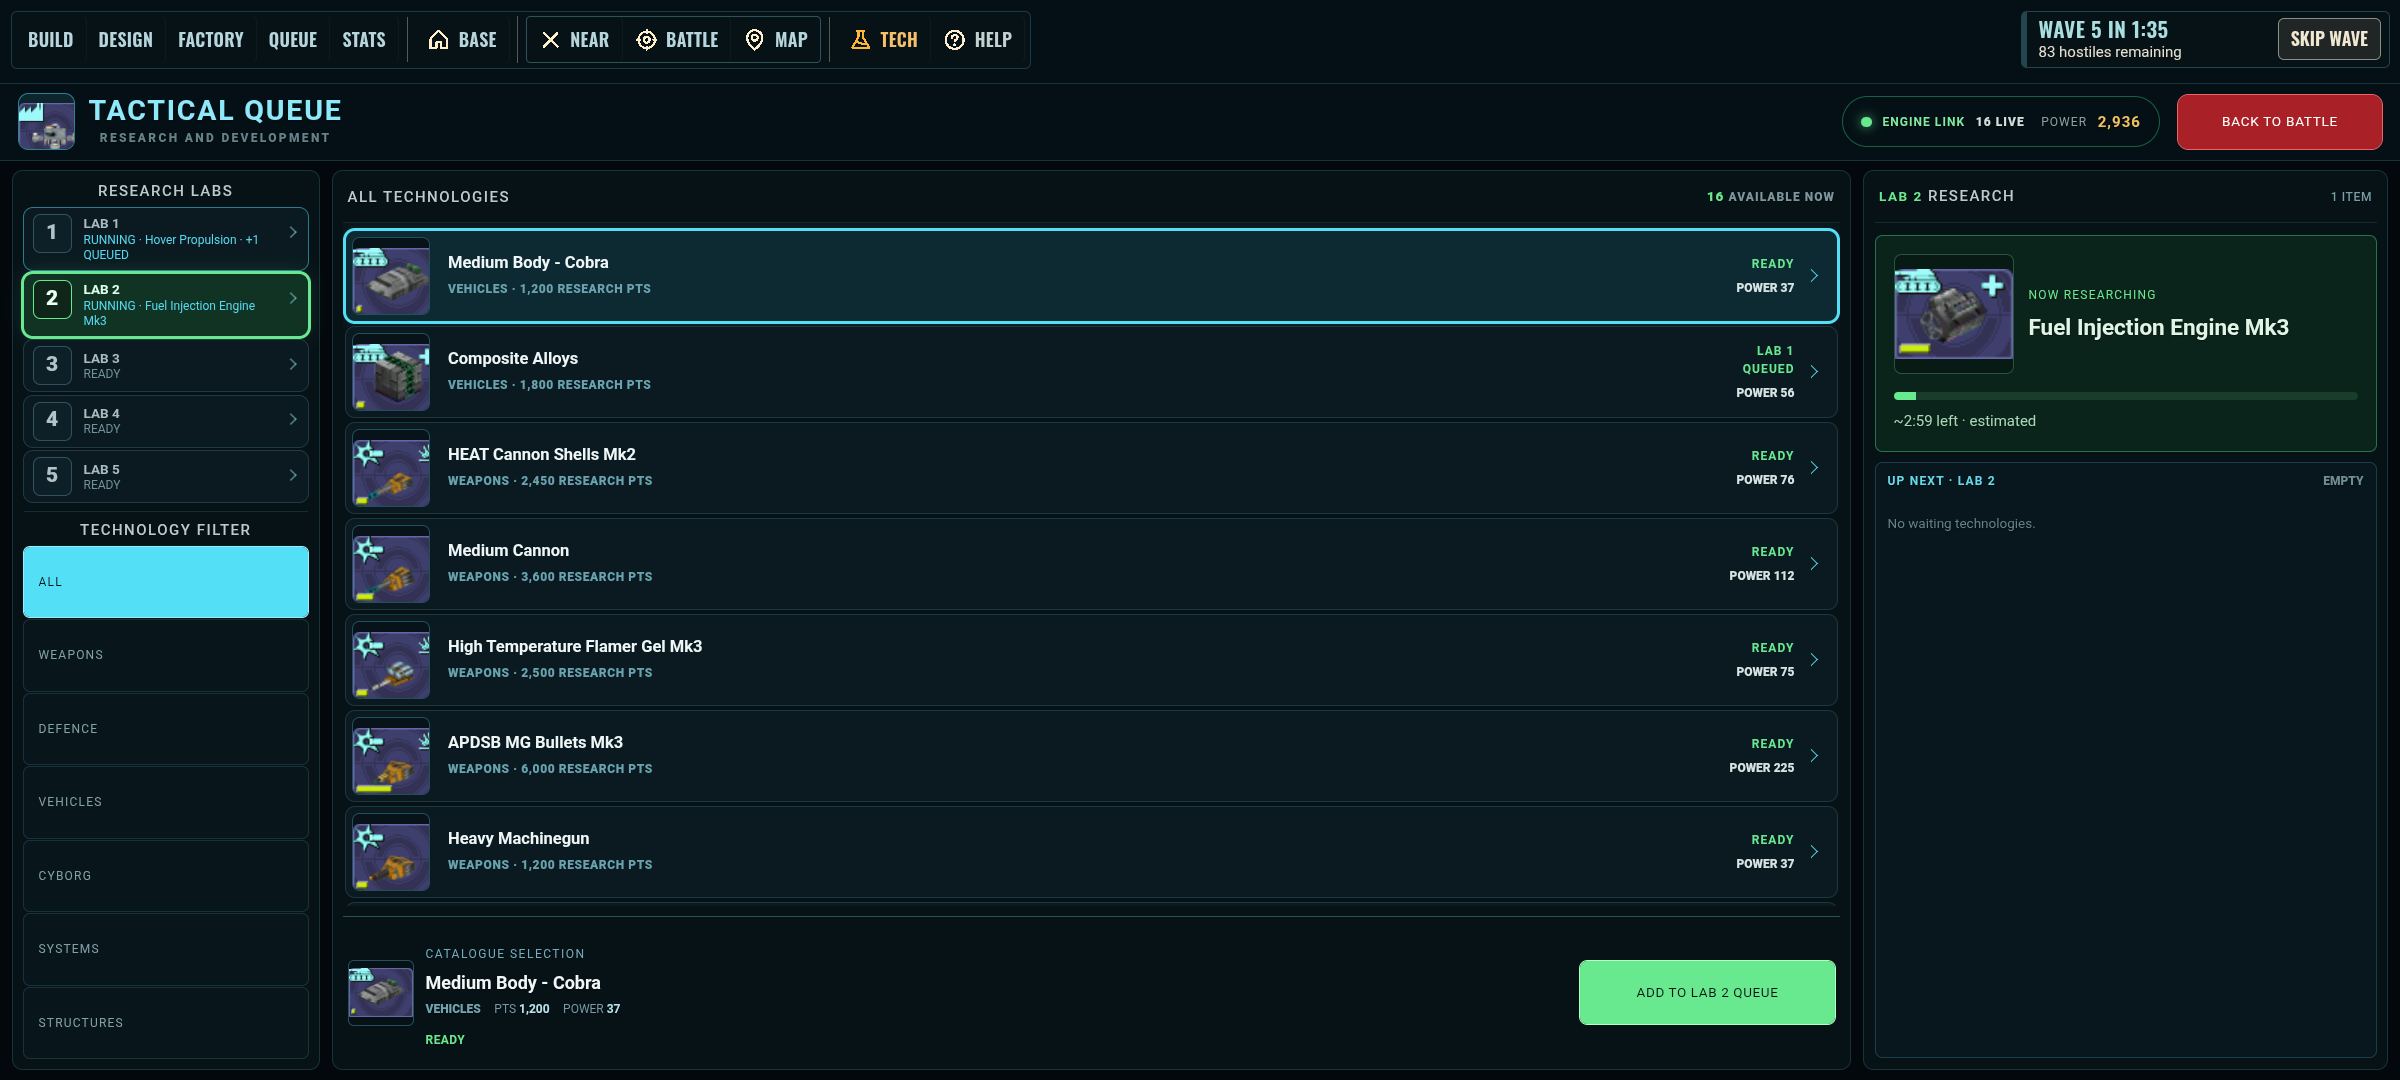 BUILD
DESIGN
FACTORY
QUEUE
STATS
BASE
NEAR
BATTLE
MAP
TECH
HELP
WAVE 5 IN 1:35
83 hostiles remaining
SKIP WAVE
TACTICAL QUEUE
RESEARCH AND DEVELOPMENT
ENGINE LINK 16 LIVE POWER 2,936
BACK TO BATTLE
RESEARCH LABS
1
LAB 1
RUNNING · Hover Propulsion · +1
QUEUED
2
LAB 2
RUNNING · Fuel Injection Engine
Mk3
3
LAB 3
READY
4
LAB 4
READY
5
LAB 5
READY
TECHNOLOGY FILTER
ALL
WEAPONS
DEFENCE
VEHICLES
CYBORG
SYSTEMS
STRUCTURES
ALL TECHNOLOGIES
16 AVAILABLE NOW
Medium Body - Cobra
VEHICLES · 1,200 RESEARCH PTS
READY
POWER 37
Composite Alloys
VEHICLES · 1,800 RESEARCH PTS
LAB 1
QUEUED
POWER 56
HEAT Cannon Shells Mk2
WEAPONS · 2,450 RESEARCH PTS
READY
POWER 76
Medium Cannon
WEAPONS · 3,600 RESEARCH PTS
READY
POWER 112
High Temperature Flamer Gel Mk3
WEAPONS · 2,500 RESEARCH PTS
READY
POWER 75
APDSB MG Bullets Mk3
WEAPONS · 6,000 RESEARCH PTS
READY
POWER 225
Heavy Machinegun
WEAPONS · 1,200 RESEARCH PTS
READY
POWER 37
CATALOGUE SELECTION
Medium Body - Cobra
VEHICLES PTS 1,200 POWER 37
READY
ADD TO LAB 2 QUEUE
LAB 2 RESEARCH
1 ITEM
NOW RESEARCHING
Fuel Injection Engine Mk3
~2:59 left · estimated
UP NEXT · LAB 2
EMPTY
No waiting technologies.